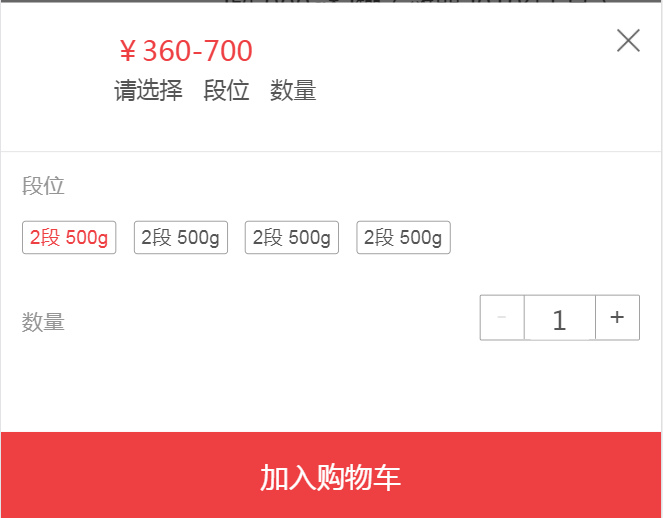 ￥360-700
请选择 段位 数量
段位
2段 500g 2段 500g 2段 500g 2段 500g
数量 - 1 +
加入购物车